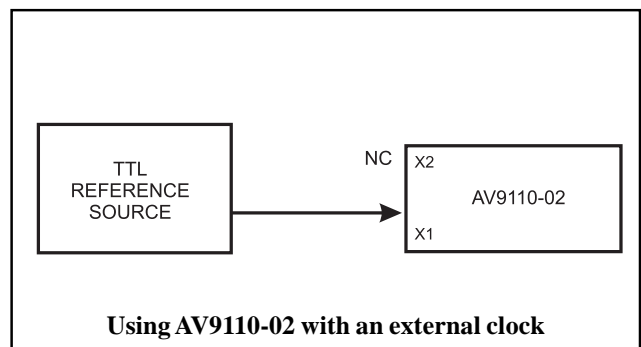 TTL
REFERENCE
SOURCE
NC
X2
AV9110-02
X1
Using AV9110-02 with an external clock